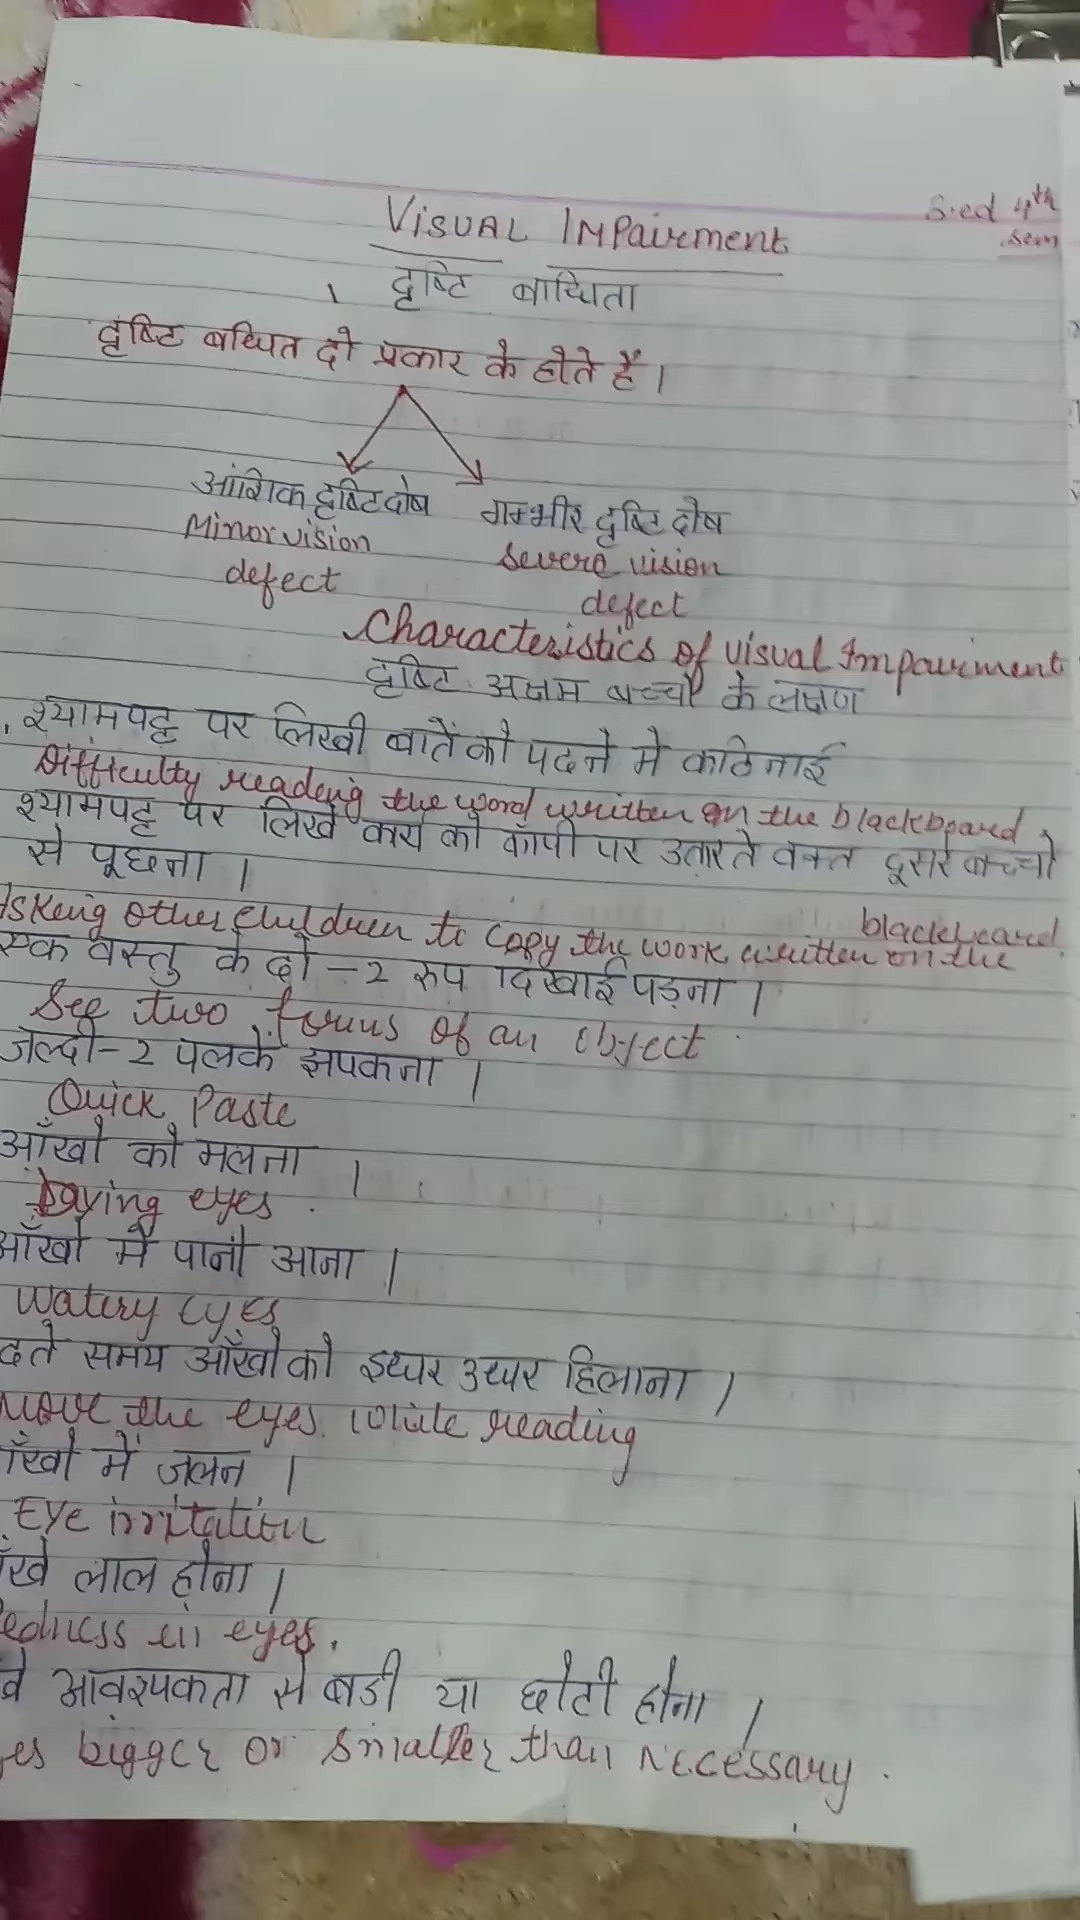 B.ed 4th
sem
VISUAL IMPairment
दृष्टि बाधिता
दृष्टि बधित दो प्रकार के होते हैं।
आंशिक दृष्टि दोष गम्भीर दृष्टि दोष
Minor vision Severe vision
defect defect
Characteristics of visual Impairment
दृष्टि अक्षम बच्चों के लक्षण
श्यामपट्ट पर लिखी बातें को पढने में कठिनाई
Difficulty reading the word written on the blackboard
श्यामपट्ट पर लिखे कार्य को कॉपी पर उतारते वक्त दूसरे बच्चो
से पूछना ।
Asking other children to copy the work written on the
blackboard
एक वस्तु के दो-2 रूप दिखाई पड़ना ।
See two forms of an object
जल्दी-2 पलकें झपकना ।
Quick Paste
आँखो को मलना ।
eyes
आँखो में पानी आना ।
watery eyes
ढते समय आँखो को इधर उधर हिलाना ।
move the eyes while reading
ँखो में जलन ।
Eye irritation
ँखे लाल होना ।
edness in eyes.
खे आवश्यकता से बडी या छोटी होना ।
es bigger or smaller than necessary.